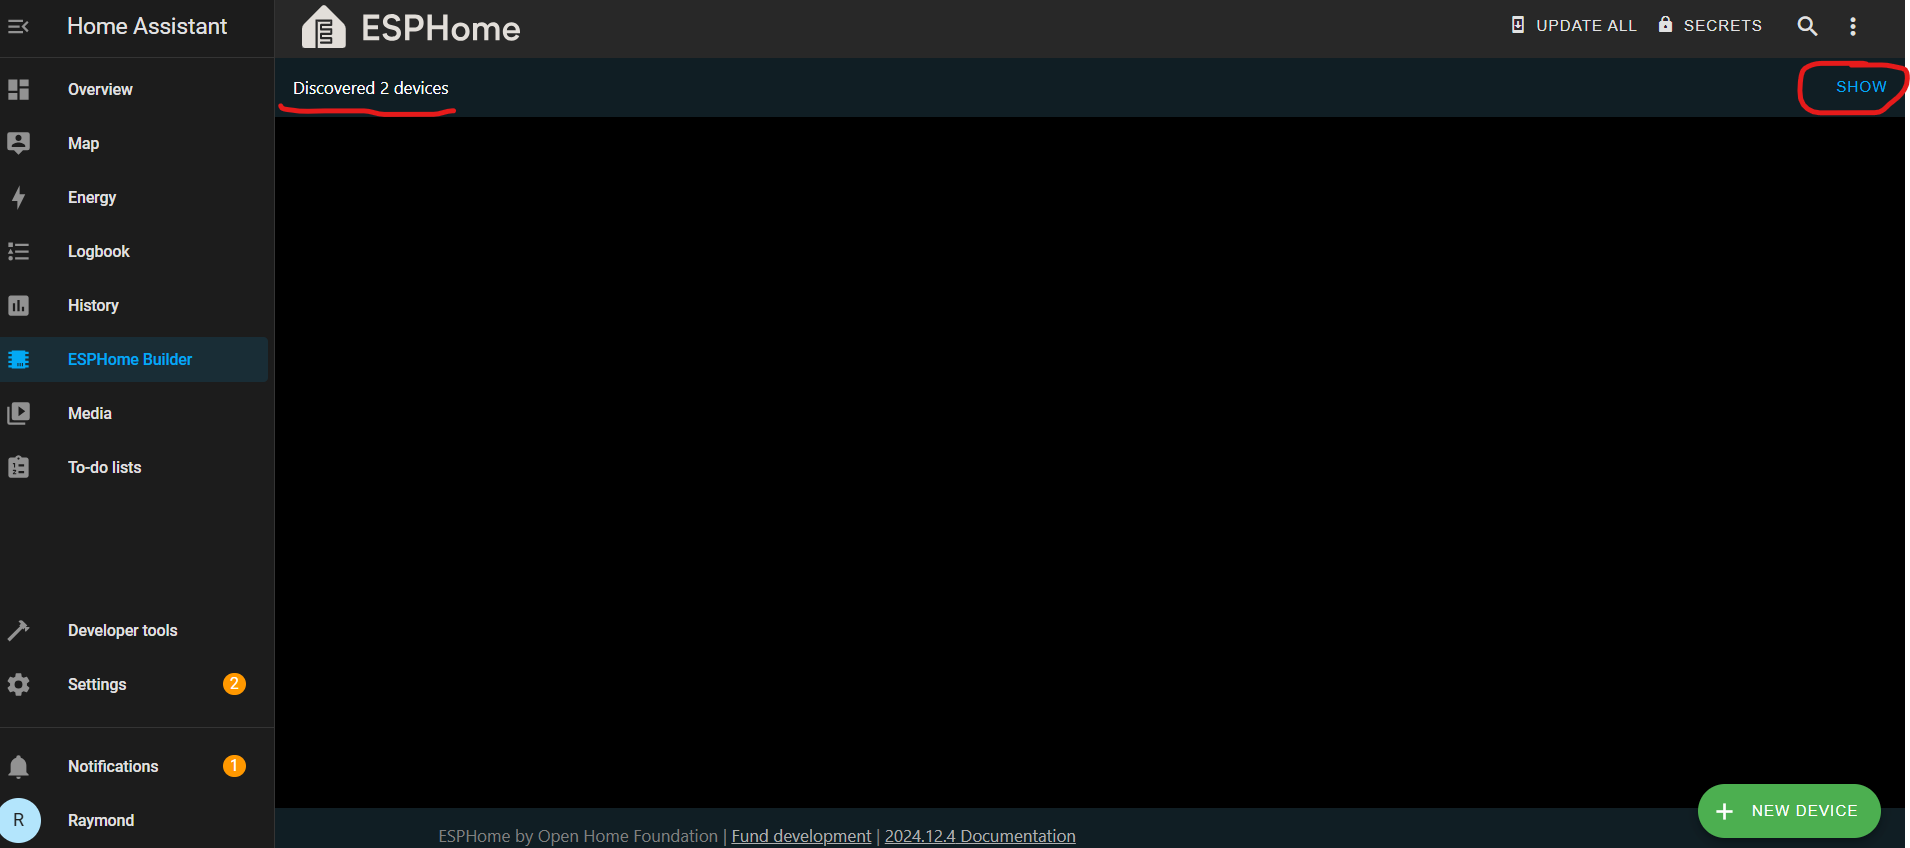 Home Assistant
ESPHome
UPDATE ALL
SECRETS
Discovered 2 devices
SHOW
Overview
Map
Energy
Logbook
History
ESPHome Builder
Media
To-do lists
Developer tools
Settings
2
Notifications
1
R
Raymond
NEW DEVICE
ESPHome by Open Home Foundation | Fund development | 2024.12.4 Documentation